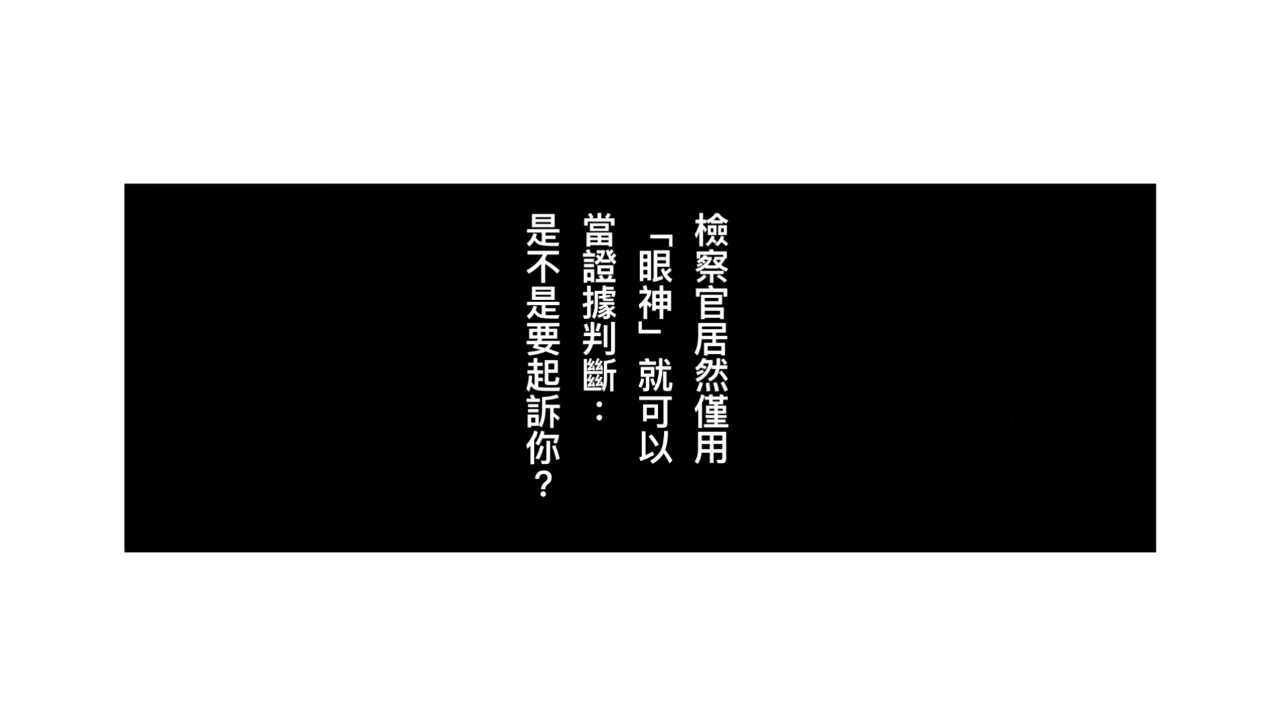 檢察官居然僅用
「眼神」就可以
當證據判斷：
是不是要起訴你？